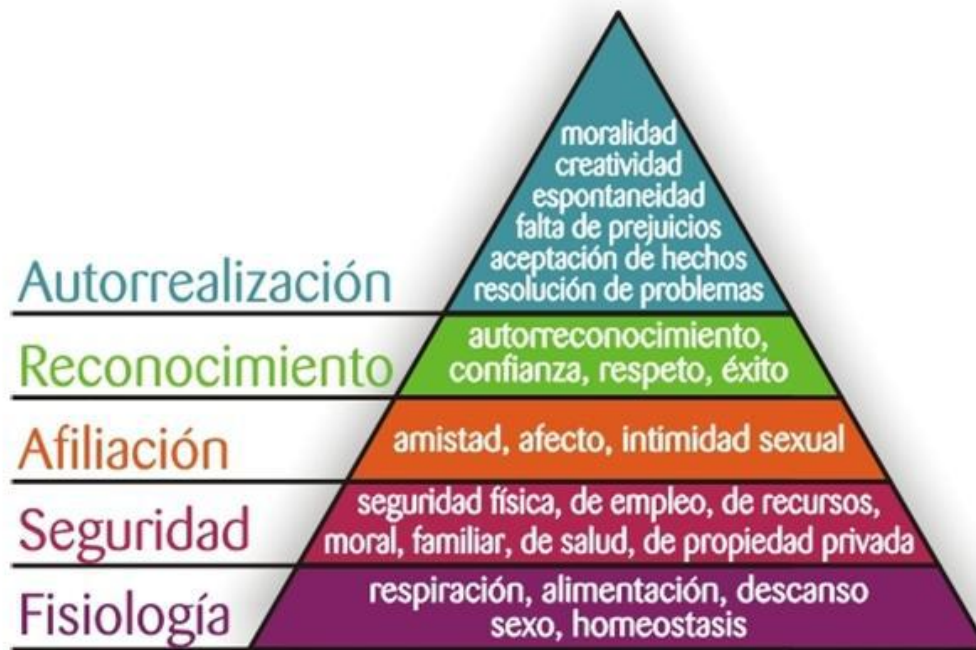 moralidad
creatividad
espontaneidad
falta de prejuicios
aceptación de hechos
resolución de problemas
Autorrealización
autorreconocimiento,
confianza, respeto, éxito
Reconocimiento
amistad, afecto, intimidad sexual
Afiliación
seguridad física, de empleo, de recursos,
moral, familiar, de salud, de propiedad privada
Seguridad
respiración, alimentación, descanso
sexo, homeostasis
Fisiología